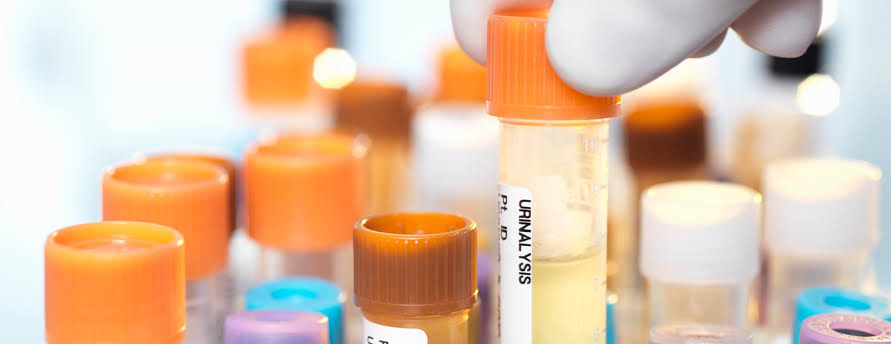 URINALYSIS
Pt. ID